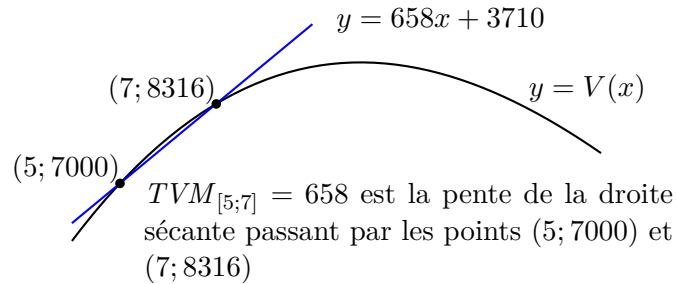 y = 658x + 3710
(7; 8316)
y = V(x)
(5; 7000)
TVM_{[5;7]} = 658 est la pente de la droite
sécante passant par les points (5; 7000) et
(7; 8316)